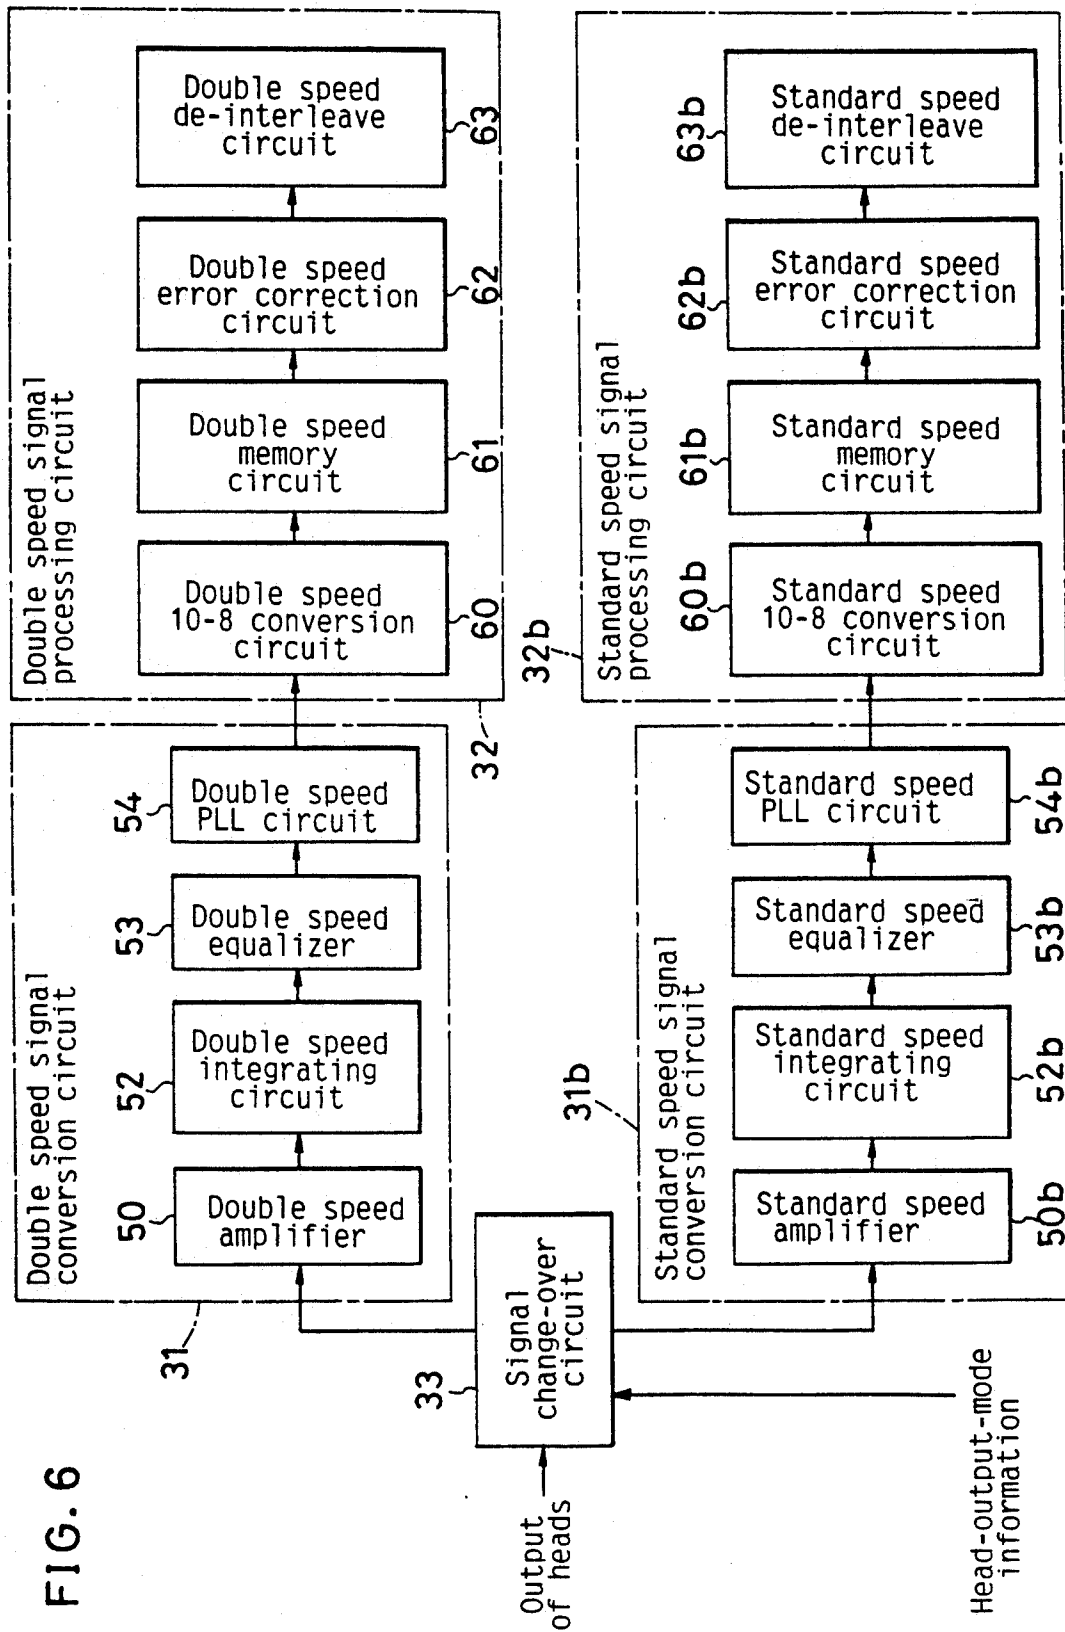 FIG. 6
Output
of heads
Head-output-mode
information
33
Signal
change-over
circuit
31
Double speed signal
conversion circuit
50
Double speed
amplifier
52
Double speed
integrating
circuit
53
Double speed
equalizer
54
Double speed
PLL circuit
32
Double speed signal
processing circuit
60
Double speed
10-8 conversion
circuit
61
Double speed
memory
circuit
62
Double speed
error correction
circuit
63
Double speed
de-interleave
circuit
31b
Standard speed signal
conversion circuit
50b
Standard speed
amplifier
52b
Standard speed
integrating
circuit
53b
Standard speed
equalizer
54b
Standard speed
PLL circuit
32b
Standard speed signal
processing circuit
60b
Standard speed
10-8 conversion
circuit
61b
Standard speed
memory
circuit
62b
Standard speed
error correction
circuit
63b
Standard speed
de-interleave
circuit